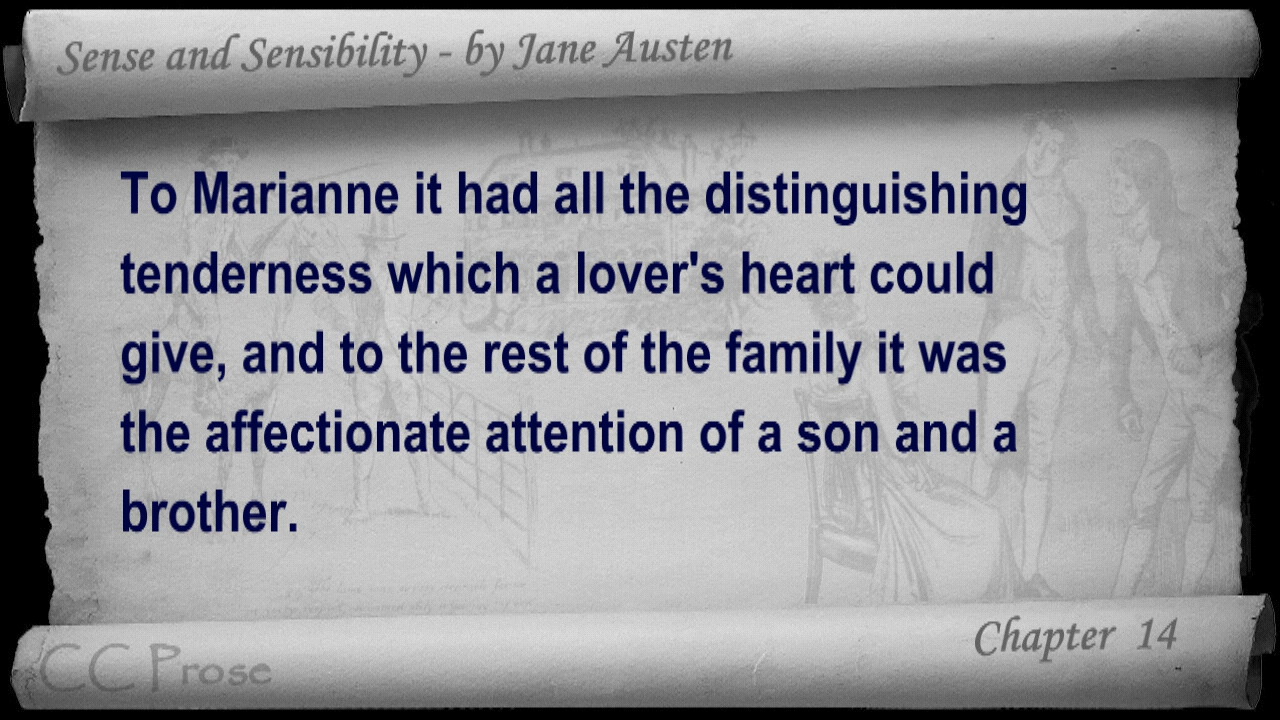 Sense and Sensibility - by Jane Austen
To Marianne it had all the distinguishing
tenderness which a lover's heart could
give, and to the rest of the family it was
the affectionate attention of a son and a
brother.
Chapter 14
CC Prose